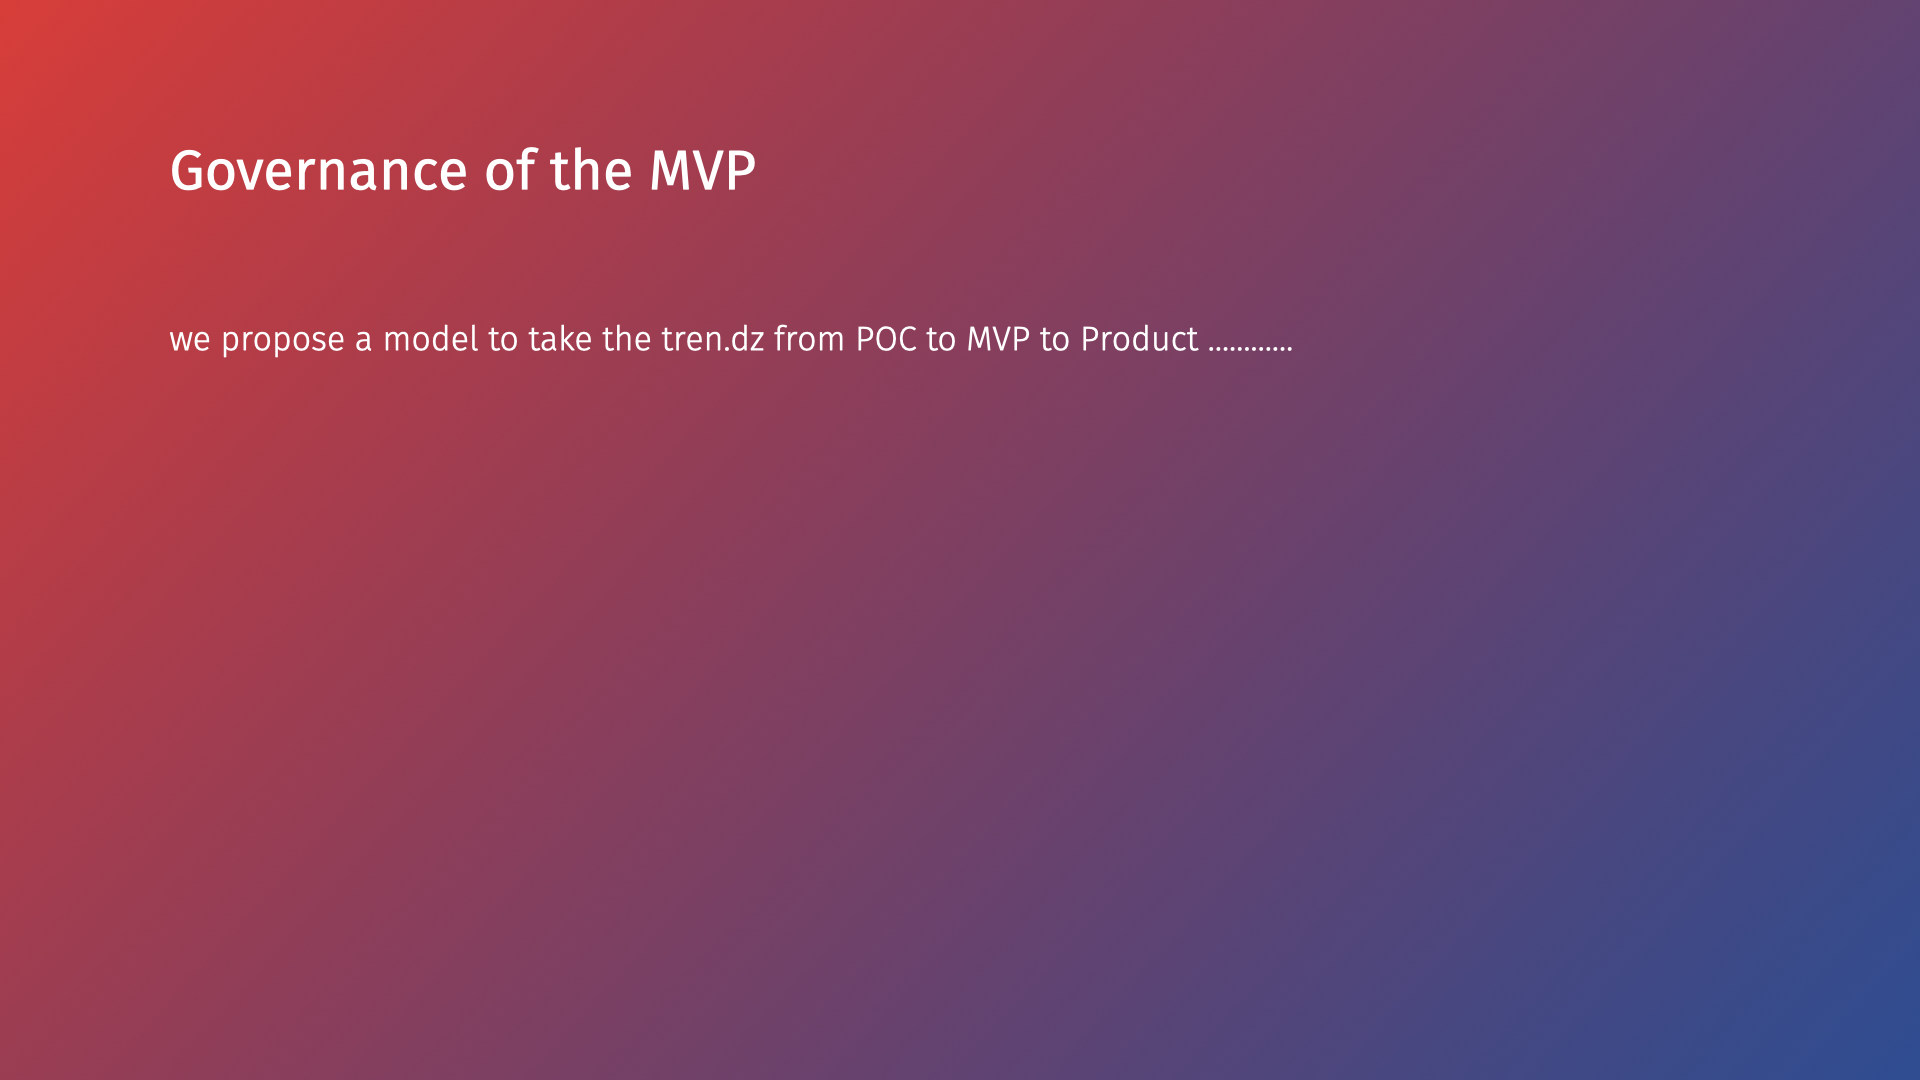 Governance of the MVP
we propose a model to take the tren.dz from POC to MVP to Product ............